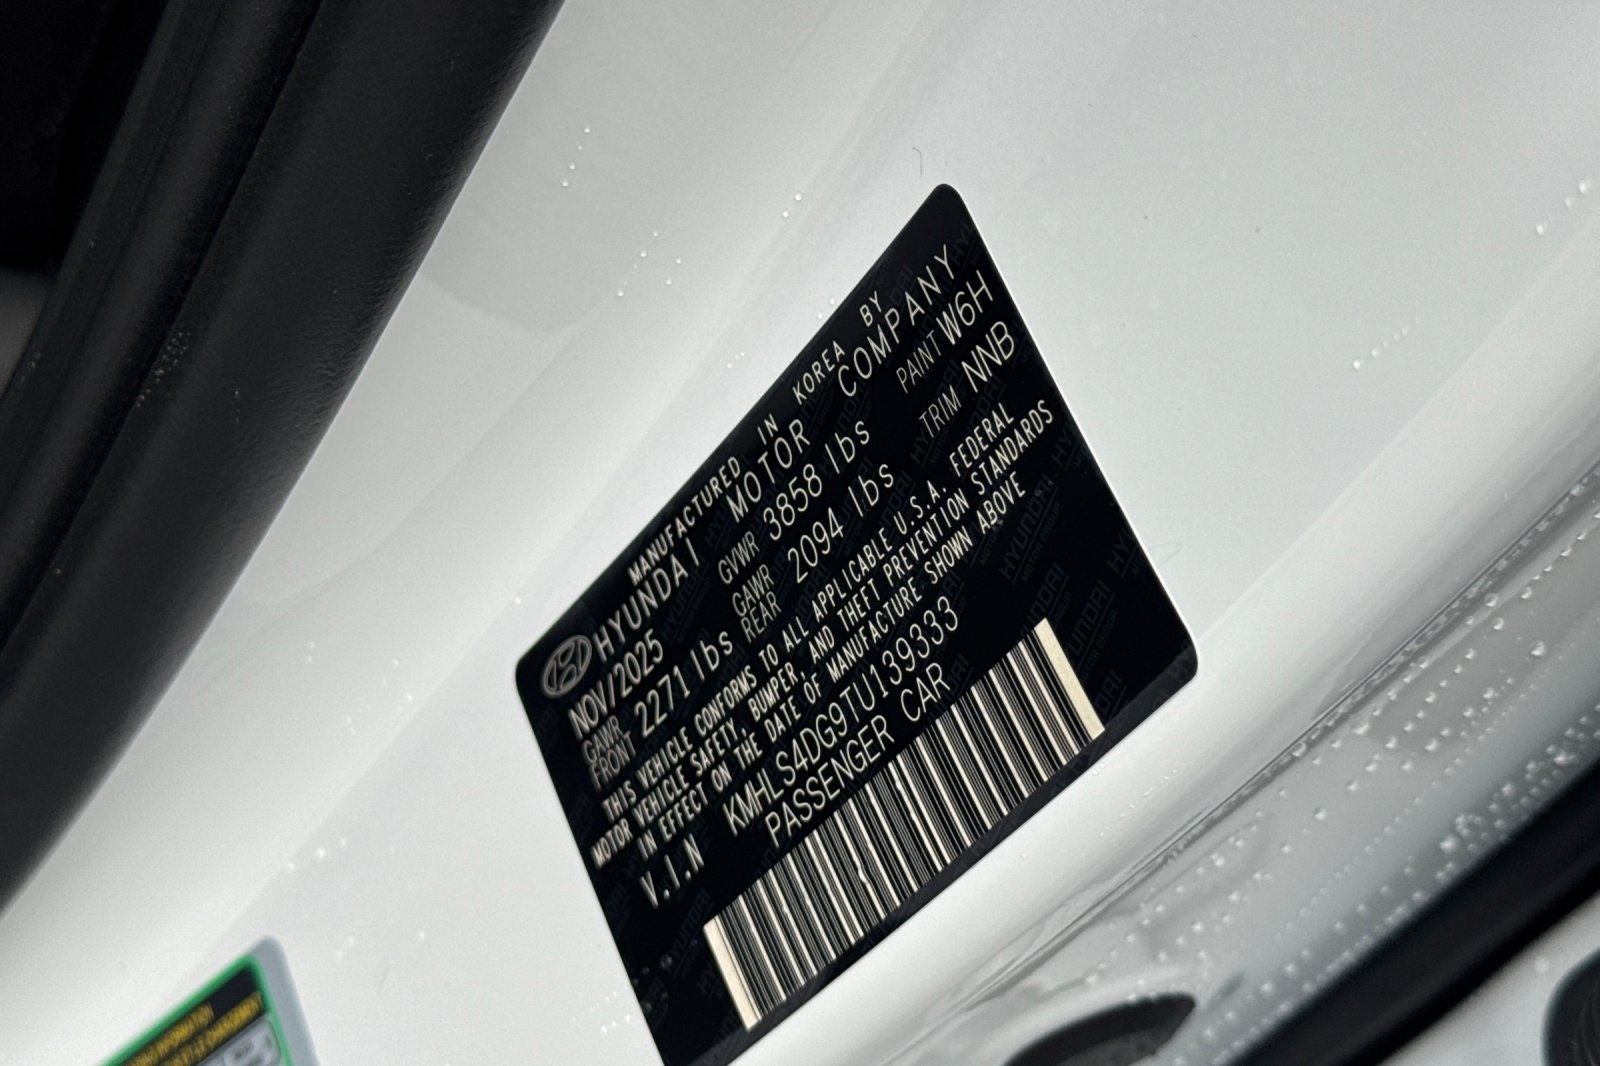 MANUFACTURED IN KOREA BY
HYUNDAI MOTOR COMPANY
NOV/2025 GVWR 3858 lbs PAINT W6H
GAWR FRONT 2271 lbs GAWR REAR 2094 lbs TRIM NNB
THIS VEHICLE CONFORMS TO ALL APPLICABLE U.S.A. FEDERAL
MOTOR VEHICLE SAFETY, BUMPER, AND THEFT PREVENTION STANDARDS
IN EFFECT ON THE DATE OF MANUFACTURE SHOWN ABOVE
V.I.N KMHLS4DG9TU139333
PASSENGER CAR
INFORMATION